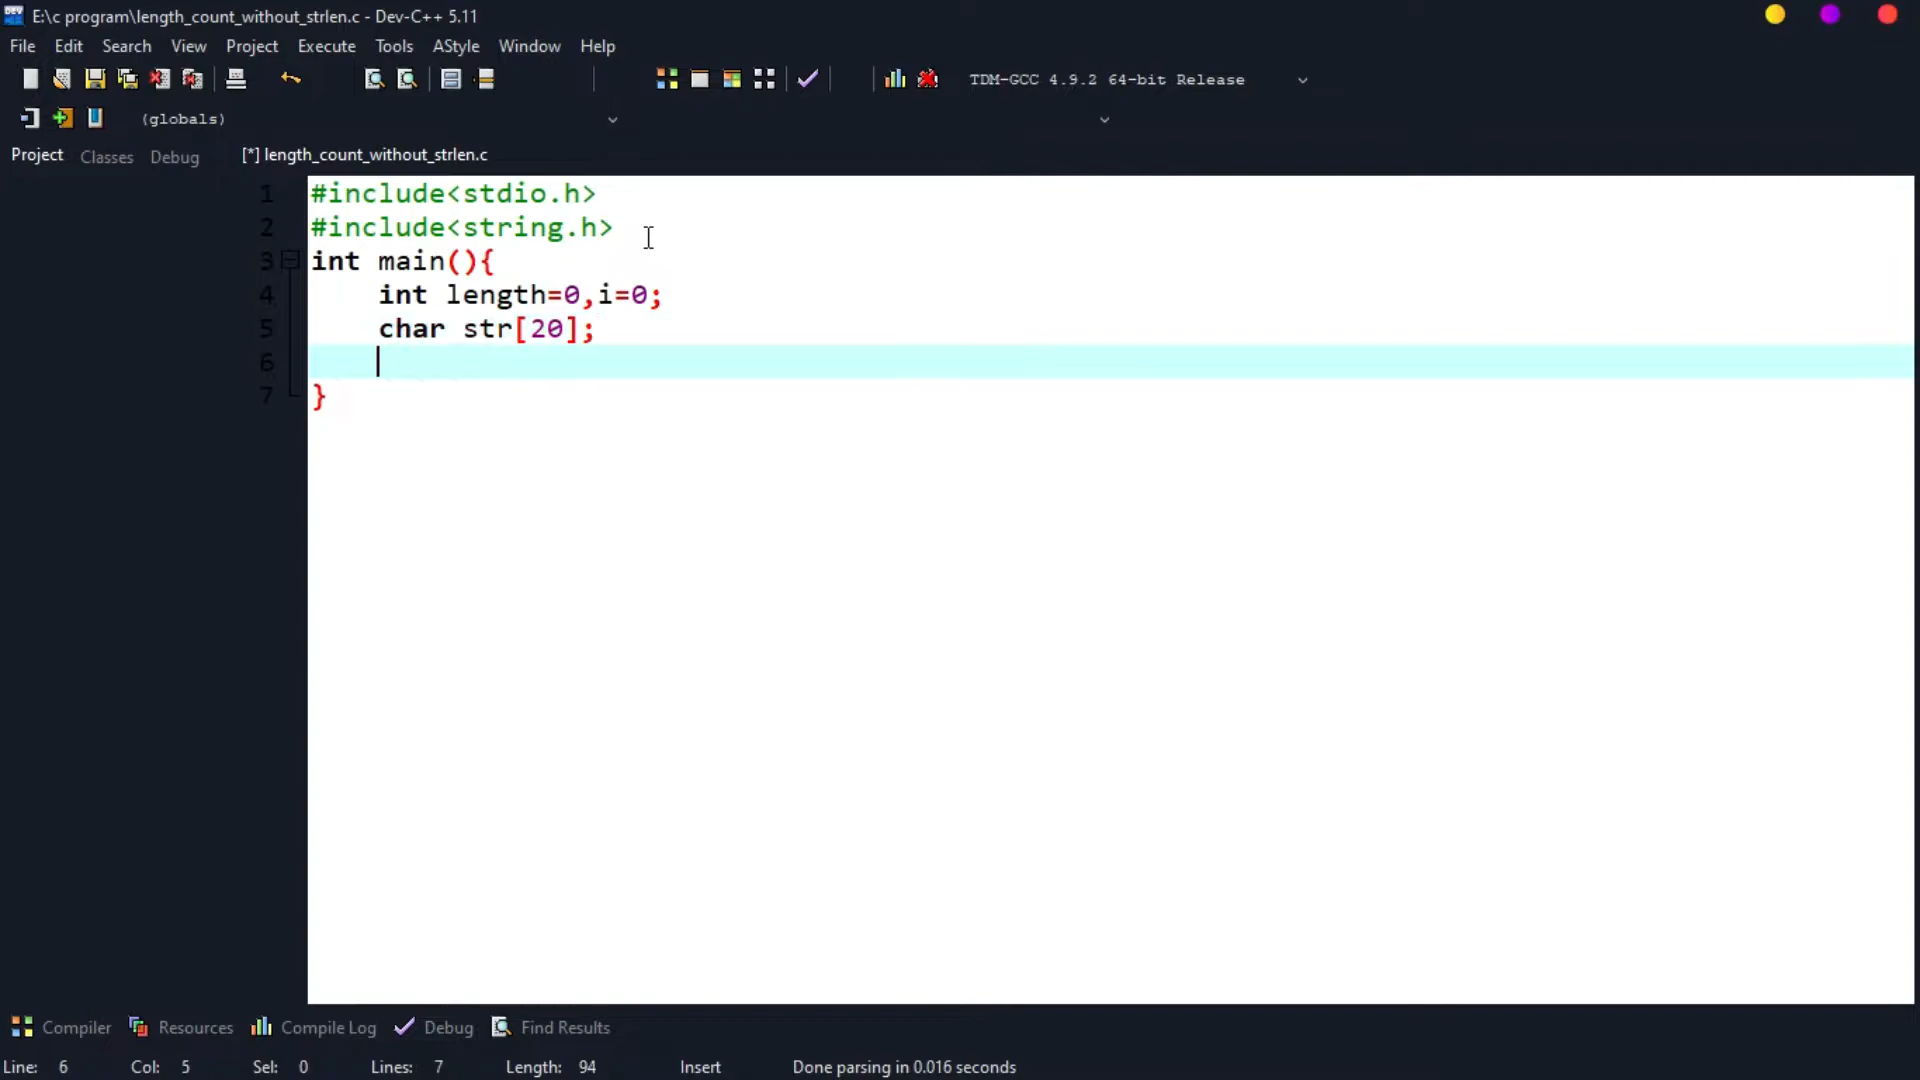 E:\c program\length_count_without_strlen.c - Dev-C++ 5.11
File Edit Search View Project Execute Tools AStyle Window Help
TDM-GCC 4.9.2 64-bit Release
(globals)
Project Classes Debug [*] length_count_without_strlen.c
1 #include<stdio.h>
2 #include<string.h>
3 int main(){
4 int length=0,i=0;
5 char str[20];
6
7 }
Compiler Resources Compile Log Debug Find Results
Line: 6 Col: 5 Sel: 0 Lines: 7 Length: 94 Insert Done parsing in 0.016 seconds